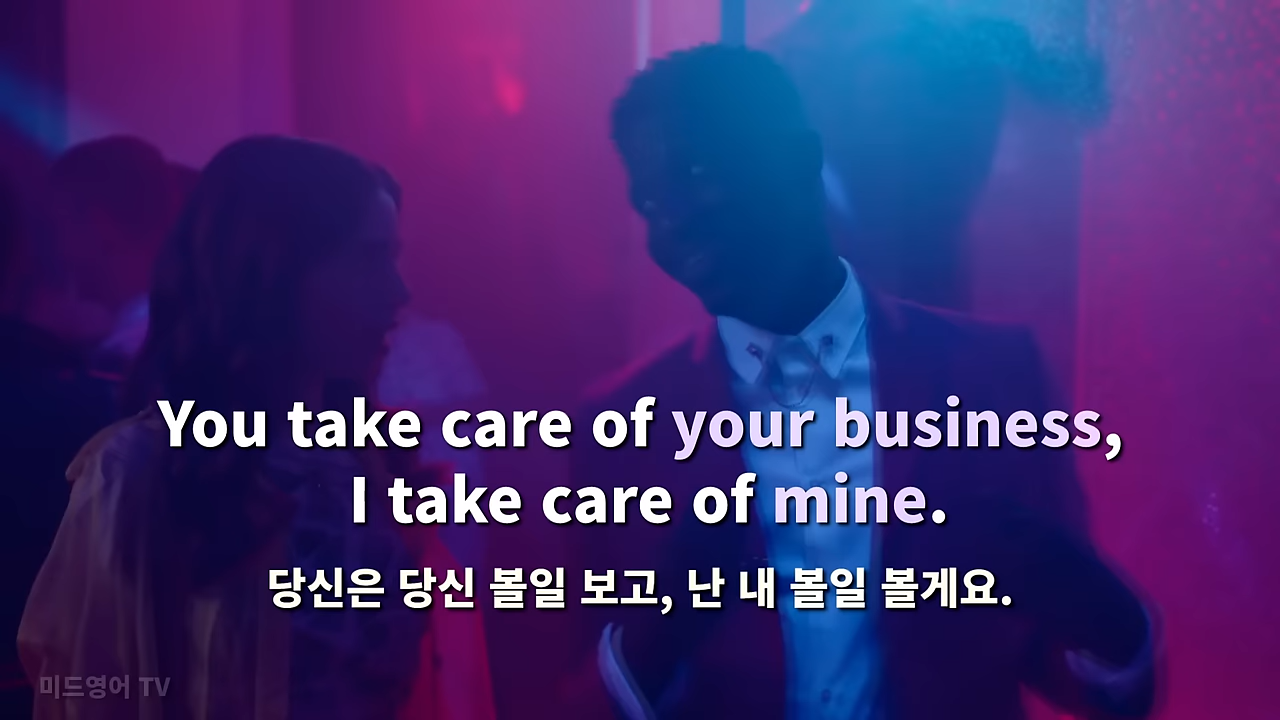 You take care of your business,
I take care of mine.
당신은 당신 볼일 보고, 난 내 볼일 볼게요.
미드영어 TV